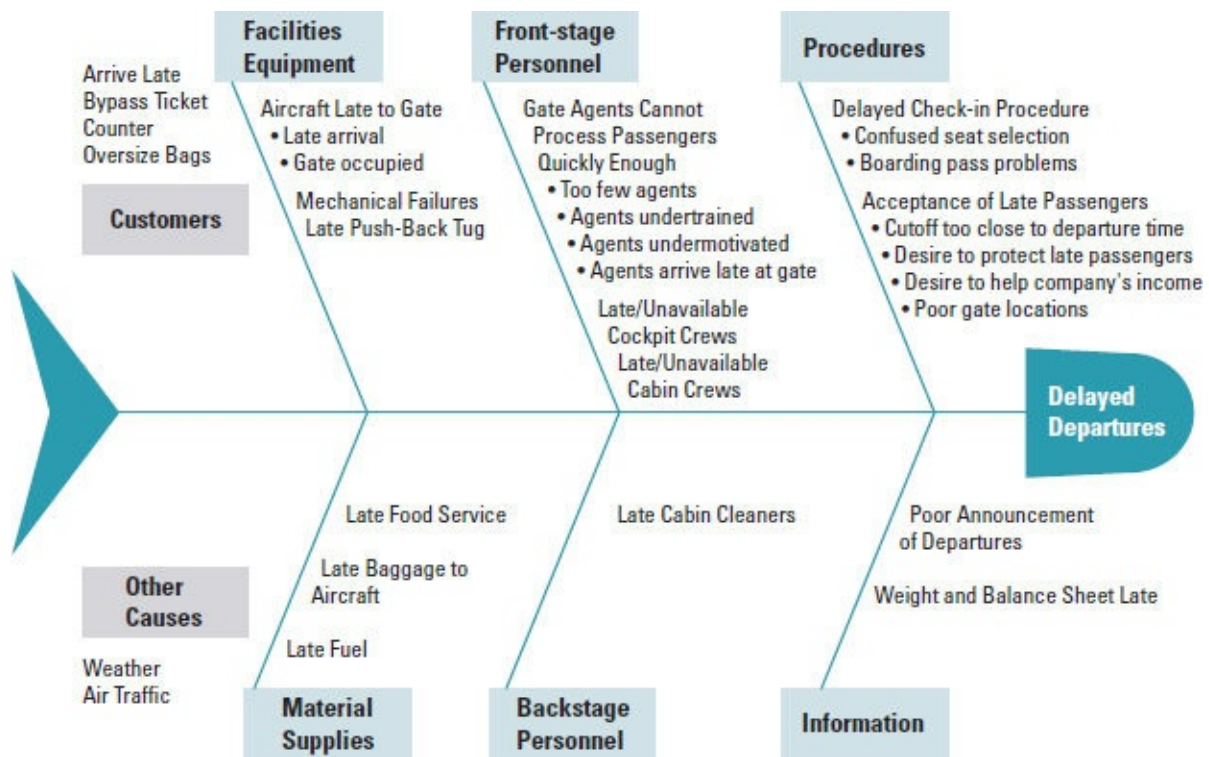 Facilities
Equipment
Front-stage
Personnel
Procedures
Arrive Late
Bypass Ticket
Counter
Oversize Bags
Customers
Aircraft Late to Gate
• Late arrival
• Gate occupied
Mechanical Failures
Late Push-Back Tug
Gate Agents Cannot
Process Passengers
Quickly Enough
• Too few agents
• Agents undertrained
• Agents undermotivated
• Agents arrive late at gate
Late/Unavailable
Cockpit Crews
Late/Unavailable
Cabin Crews
Delayed Check-in Procedure
• Confused seat selection
• Boarding pass problems
Acceptance of Late Passengers
• Cutoff too close to departure time
• Desire to protect late passengers
• Desire to help company's income
• Poor gate locations
Delayed
Departures
Other
Causes
Weather
Air Traffic
Late Food Service
Late Baggage to
Aircraft
Late Fuel
Material
Supplies
Late Cabin Cleaners
Backstage
Personnel
Poor Announcement
of Departures
Weight and Balance Sheet Late
Information